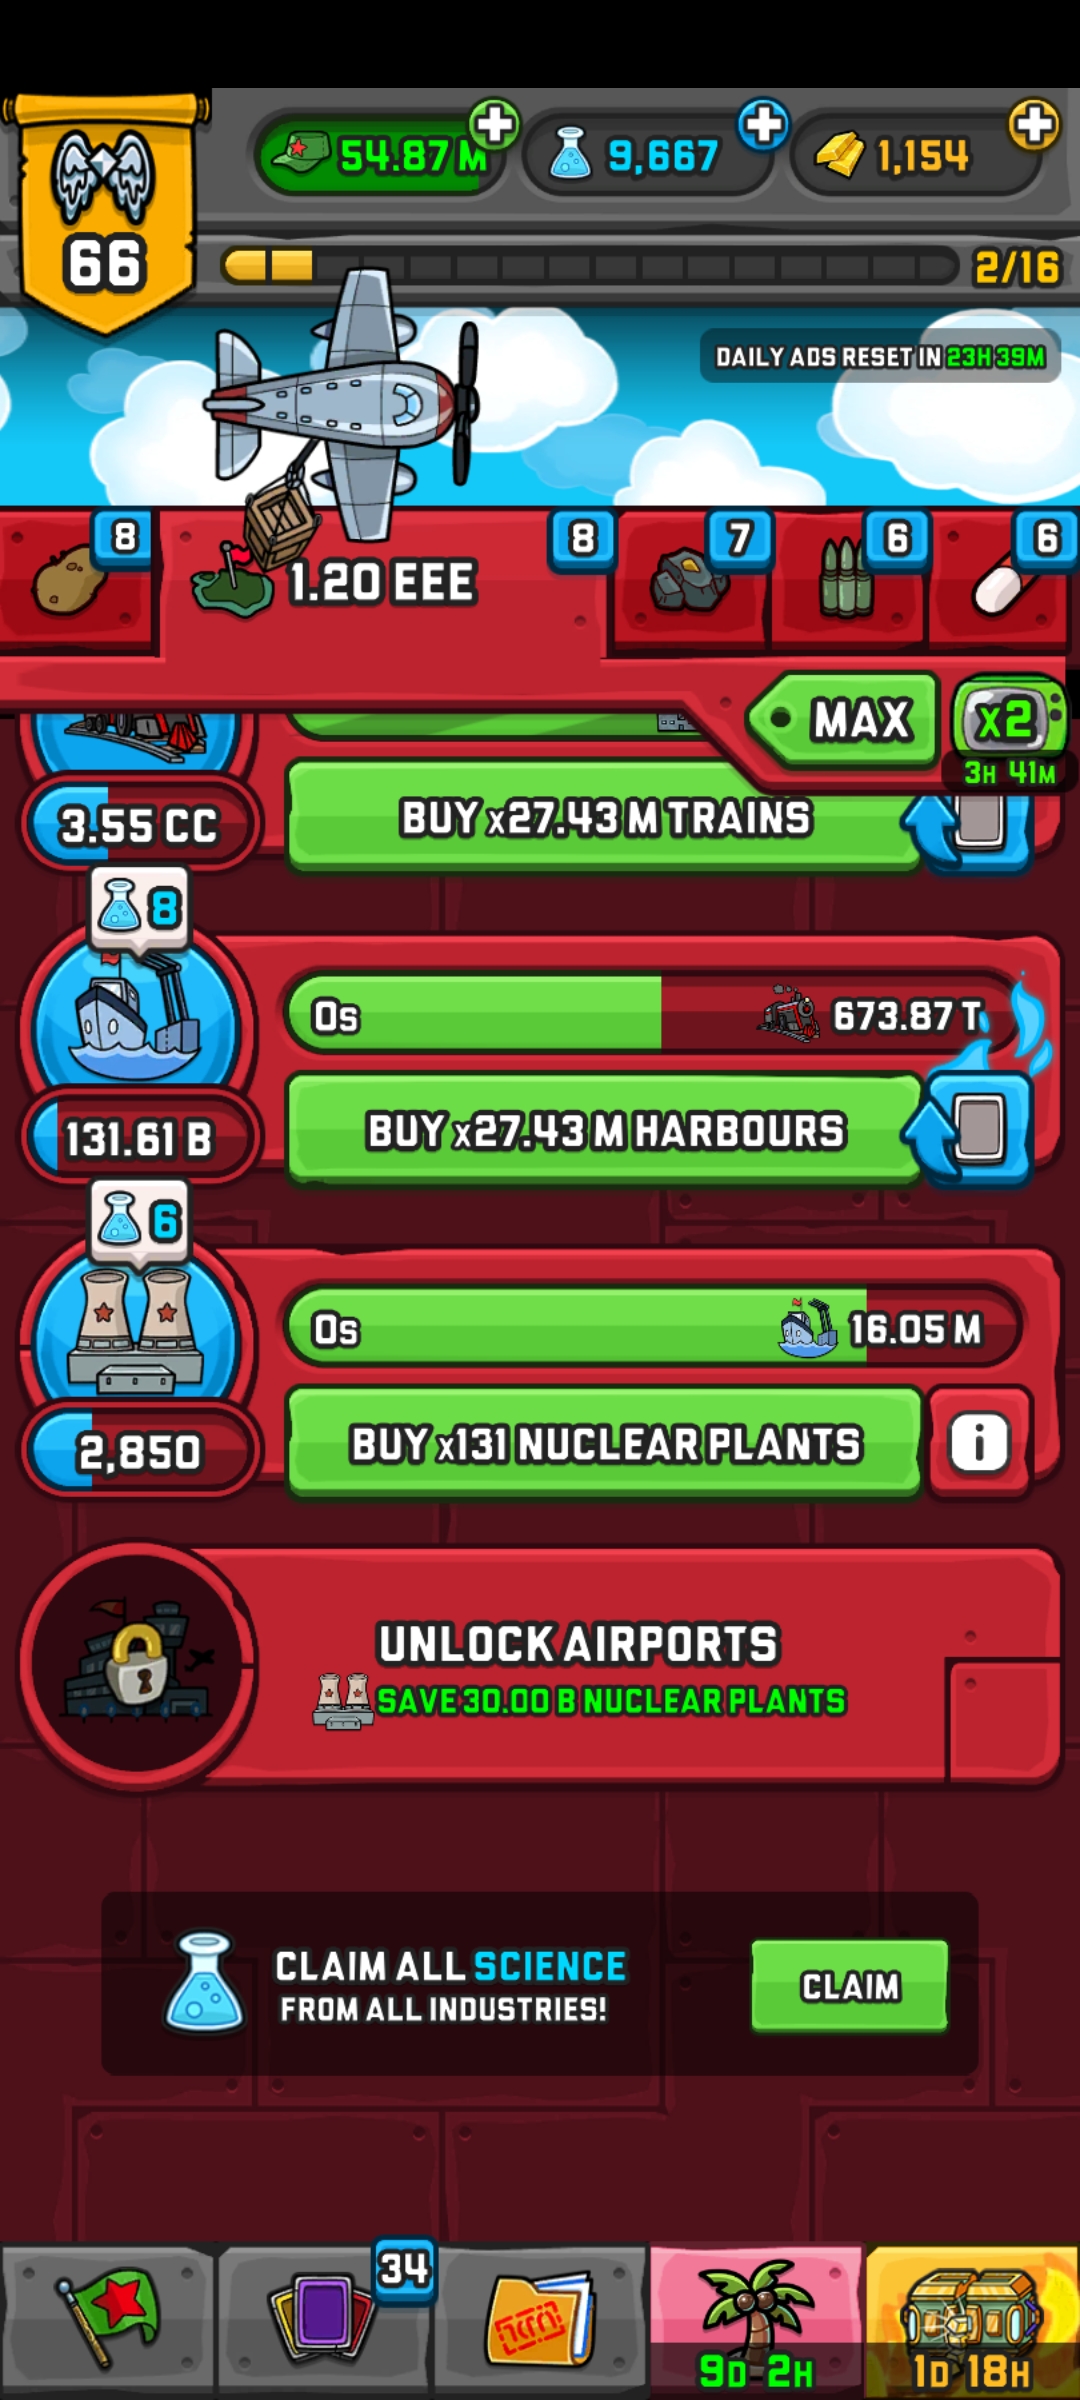 54.87 M
9,667
1,154
66
2/16
DAILY ADS RESET IN 23H 39M
8
1.20 EEE
8
7
6
6
MAX
x2
3H 41M
3.55 CC
BUY x27.43 M TRAINS
8
0s
673.87 T
131.61 B
BUY x27.43 M HARBOURS
6
0s
16.05 M
2,850
BUY x131 NUCLEAR PLANTS
i
UNLOCK AIRPORTS
SAVE 30.00 B NUCLEAR PLANTS
CLAIM ALL SCIENCE
FROM ALL INDUSTRIES!
CLAIM
34
9D 2H
1D 18H